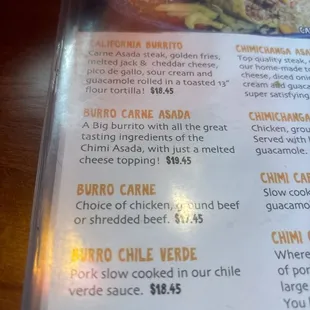 CALIFORNIA BURRITO
Carne Asada steak, golden fries,
melted jack & cheddar cheese,
pico de gallo, sour cream and
guacamole rolled in a toasted 13"
flour tortilla! $18.45
BURRO CARNE ASADA
A Big burrito with all the great
tasting ingredients of the
Chimi Asada, with just a melted
cheese topping! $19.45
BURRO CARNE
Choice of chicken, ground beef
or shredded beef. $17.45
BURRO CHILE VERDE
Pork slow cooked in our chile
verde sauce. $18.45
CHIMICHANGA ASA
Top quality steak,
our home-made to
cheese, diced onio
cream and guaca
super satisfying.
CHIMICHANGA
Chicken, grou
Served with
guacamole.
CHIMI CAR
Slow cook
guacamo
CHIMI
Where
of por
large
You